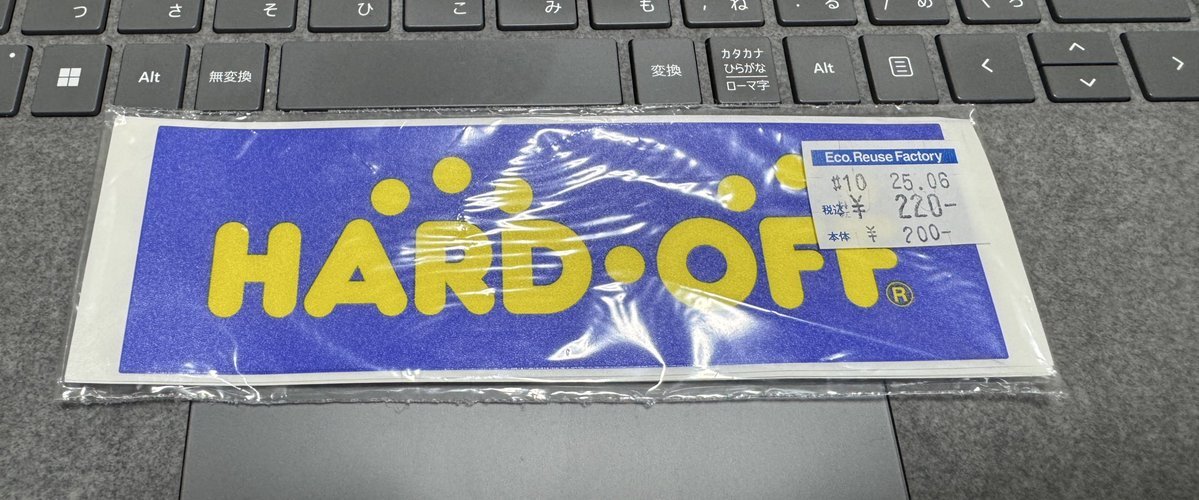 つ さ そ ひ こ み も ね る め ろ
Alt 無変換 変換 カタカナ
ひらがな
ローマ字 Alt
HARD・OFF®
Eco.Reuse Factory
#10 25.06
税込 ¥ 220-
本体 ¥ 200-